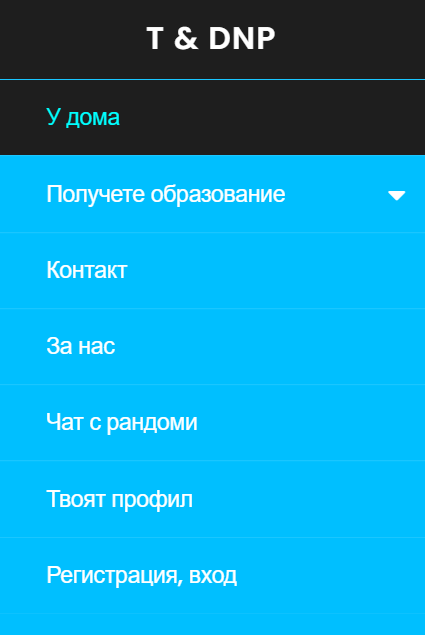 T & DNP
У дома
Получете образование
Контакт
За нас
Чат с рандоми
Твоят профил
Регистрация, вход